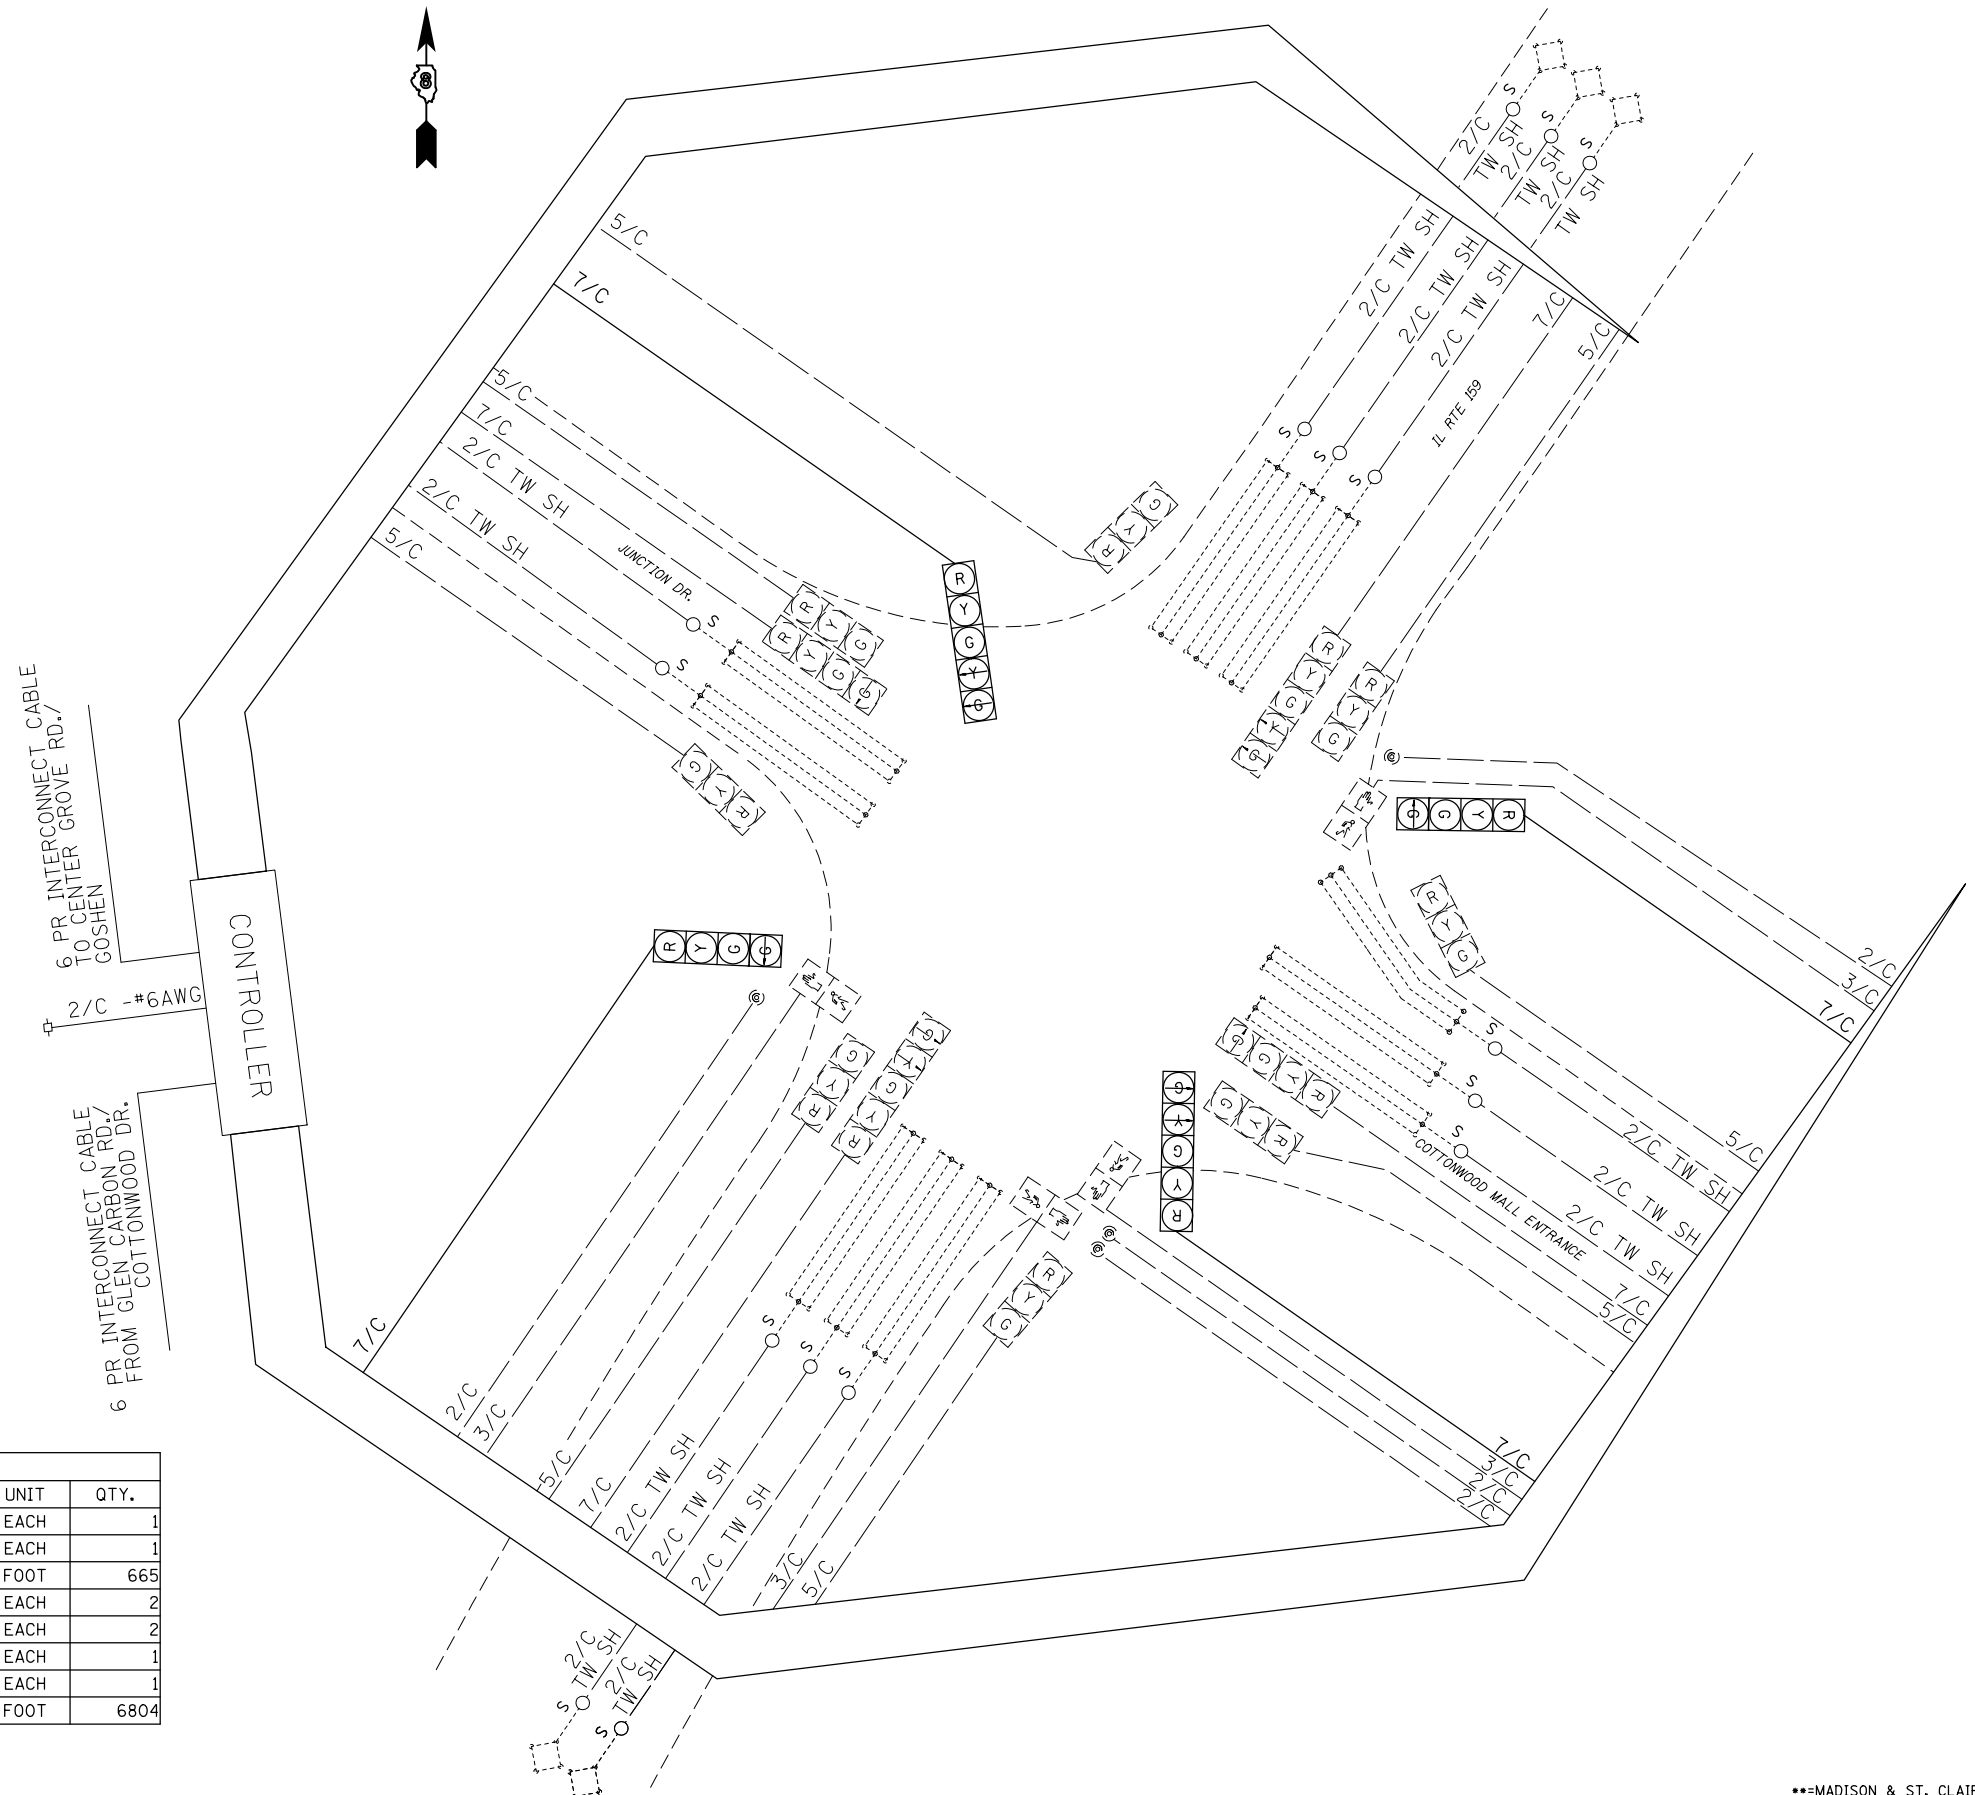 8
2/C
TW SH
2/C
TW SH
2/C
TW SH
5/C
7/C
2/C TW SH
2/C TW SH
2/C TW SH
7/C
5/C
S
S
S
IL RTE 159
S
S
S
5/C
7/C
2/C TW SH
2/C TW SH
5/C
JUNCTION DR.
S
S
R Y G
R Y G Y G
R Y G
R Y G G
R Y G
R Y G Y G
R Y G
R Y G G
R Y G
6 PR INTERCONNECT CABLE
TO CENTER GROVE RD./
GOSHEN
2/C -#6AWG
CONTROLLER
6 PR INTERCONNECT CABLE
FROM GLEN CARBON RD./
COTTONWOOD DR.
R Y G G
R Y G
R Y G Y G
R Y G
R Y G Y G
R Y G G
R Y G
2/C
3/C
7/C
S
S
S
5/C
2/C TW SH
2/C TW SH
2/C TW SH
7/C
5/C
COTTONWOOD MALL ENTRANCE
7/C
3/C
2/C
2/C
7/C
2/C
3/C
5/C
7/C
2/C TW SH
2/C TW SH
2/C TW SH
3/C
5/C
S
S
S
2/C
TW SH
2/C
TW SH
S
S
UNIT QTY.
EACH 1
EACH 1
FOOT 665
EACH 2
EACH 2
EACH 1
EACH 1
FOOT 6804
**=MADISON & ST. CLAIR